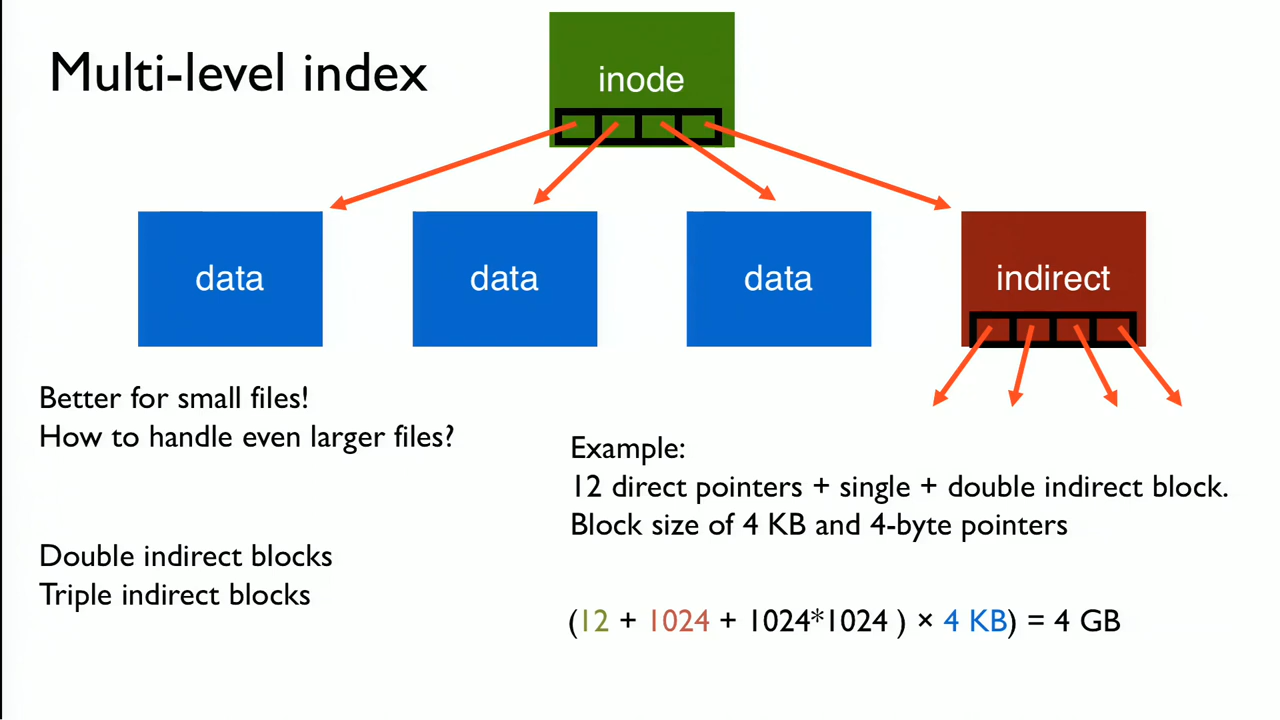 Multi-level index
inode
data
data
data
indirect
Better for small files!
How to handle even larger files?
Double indirect blocks
Triple indirect blocks
Example:
12 direct pointers + single + double indirect block.
Block size of 4 KB and 4-byte pointers
(12 + 1024 + 1024*1024 ) × 4 KB) = 4 GB